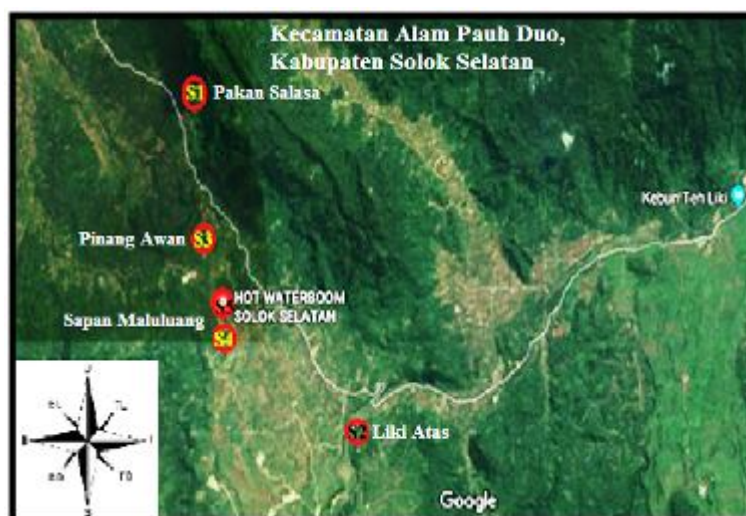 Kecamatan Alam Pauh Duo,
Kabupaten Solok Selatan
S1 Pakan Salasa
Kebun Teh Liki
Pinang Awan S3
HOT WATERBOOM
SOLOK SELATAN
Sapan Maluluang
S2 Liki Atas
Google